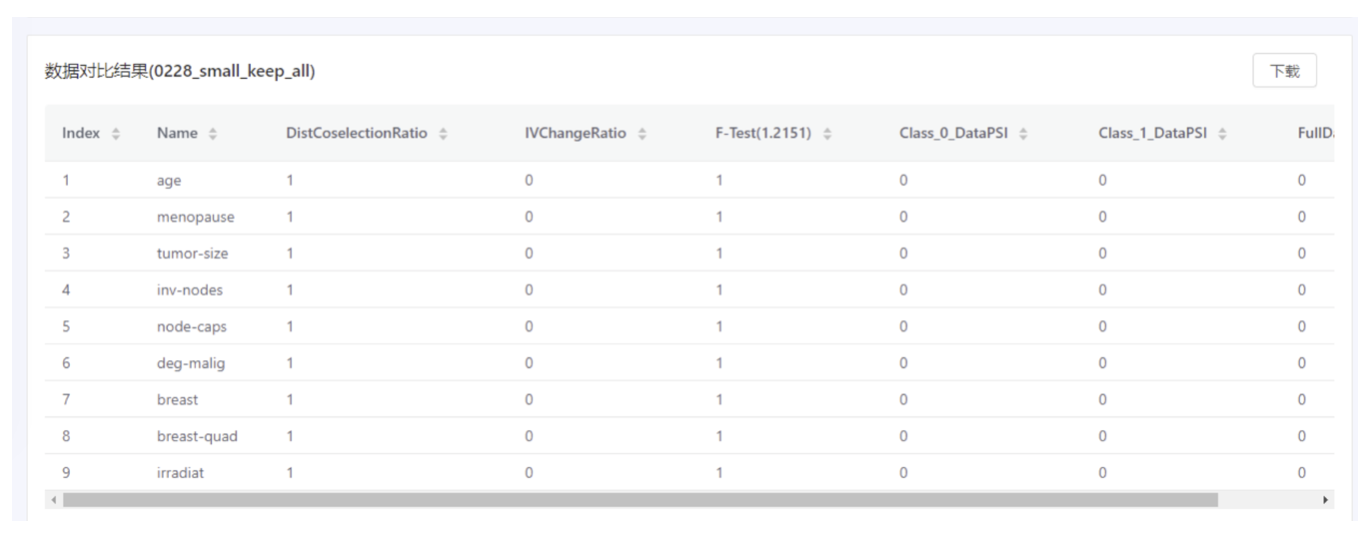 数据对比结果(0228_small_keep_all)
下载
Index Name DistCoselectionRatio IVChangeRatio F-Test(1.2151) Class_0_DataPSI Class_1_DataPSI FullD
1 age 1 0 1 0 0 0
2 menopause 1 0 1 0 0 0
3 tumor-size 1 0 1 0 0 0
4 inv-nodes 1 0 1 0 0 0
5 node-caps 1 0 1 0 0 0
6 deg-malig 1 0 1 0 0 0
7 breast 1 0 1 0 0 0
8 breast-quad 1 0 1 0 0 0
9 irradiat 1 0 1 0 0 0